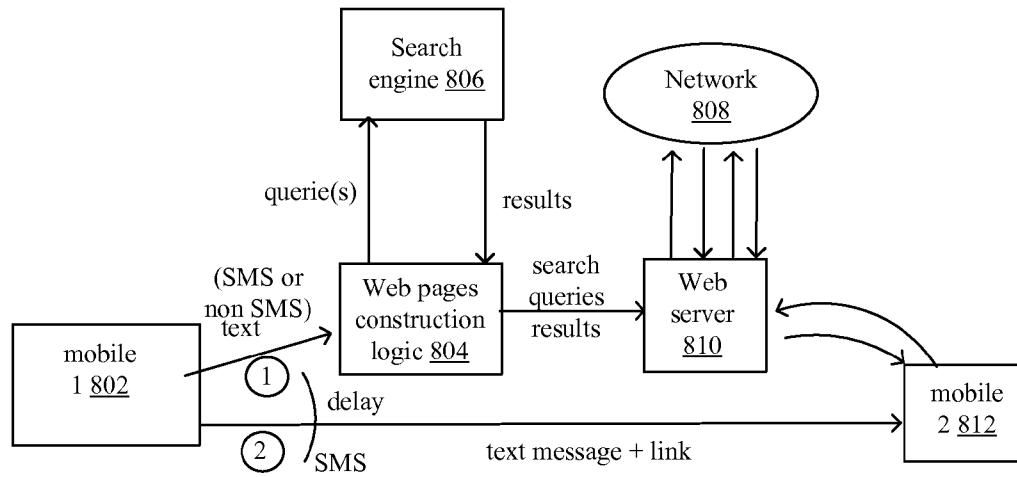 Search
engine 806
Network
808
querie(s)
results
(SMS or
non SMS)
text
Web pages
construction
logic 804
search
queries
results
Web
server
810
mobile
1 802
1
delay
2
SMS
text message + link
mobile
2 812